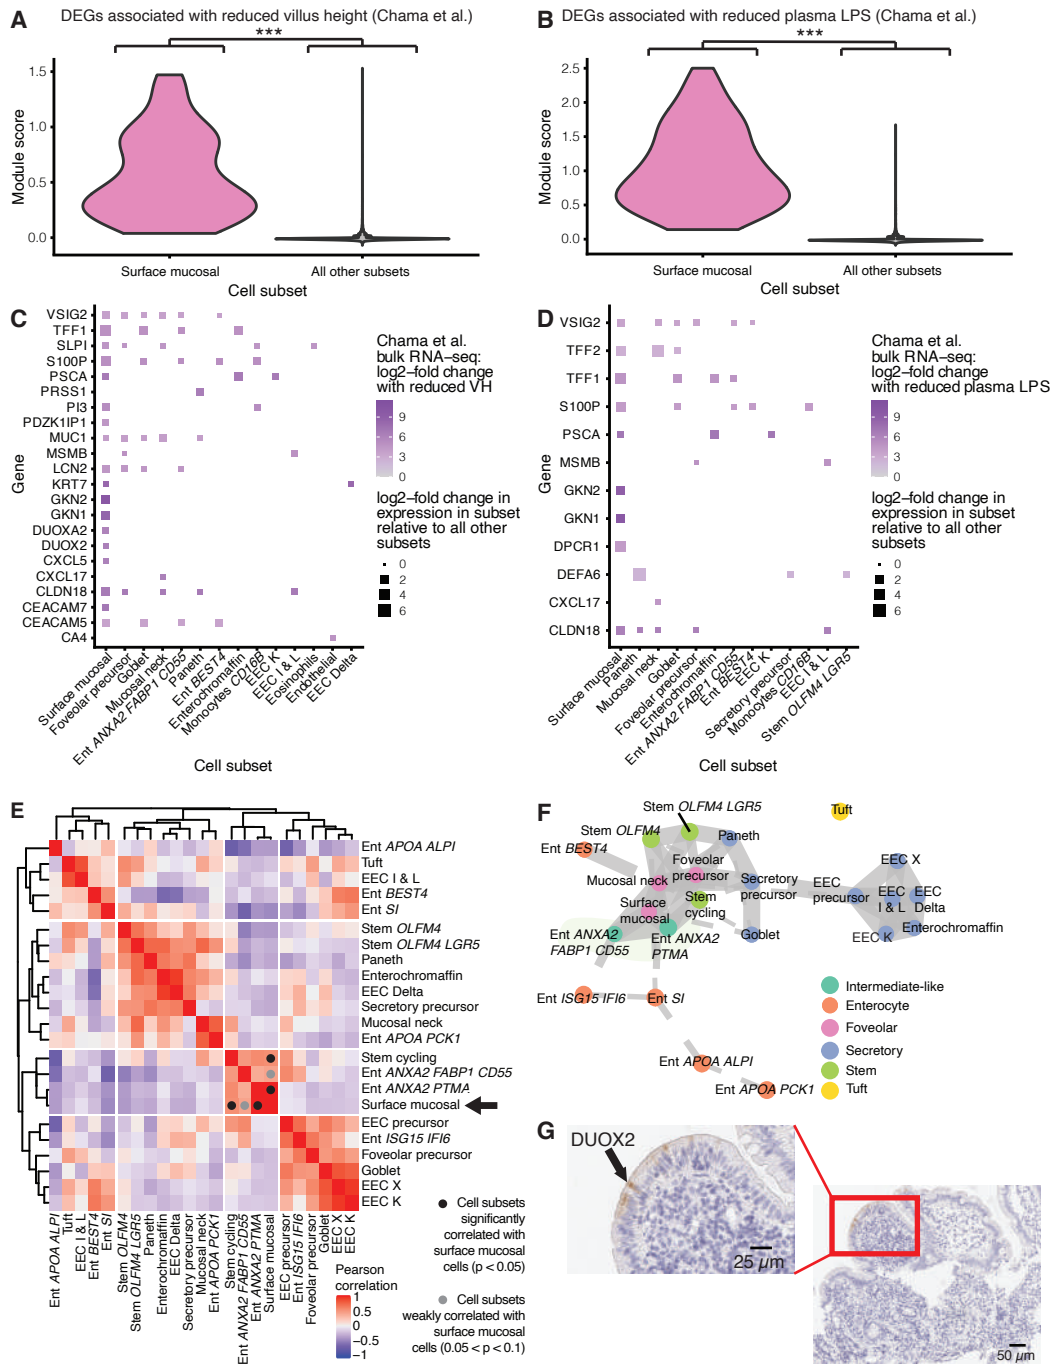 A
DEGs associated with reduced villus height (Chama et al.)
***
Module score
1.5
1.0
0.5
0.0
Surface mucosal
All other subsets
Cell subset
B
DEGs associated with reduced plasma LPS (Chama et al.)
***
Module score
2.5
2.0
1.5
1.0
0.5
0.0
Surface mucosal
All other subsets
Cell subset
C
Gene
VSIG2
TFF1
SLPI
S100P
PSCA
PRSS1
PI3
PDZK1IP1
MUC1
MSMB
LCN2
KRT7
GKN2
GKN1
DUOXA2
DUOX2
CXCL5
CXCL17
CLDN18
CEACAM7
CEACAM5
CA4
Surface mucosal
Foveolar precursor
Goblet
Mucosal neck
Ent ANXA2 FABP1 CD55
Paneth
Ent BEST4
Enterochromaffin
Monocytes CD16B
EEC K
EEC I & L
Eosinophils
Endothelial
EEC Delta
Cell subset
Chama et al.
bulk RNA−seq:
log2−fold change
with reduced VH
9
6
3
0
log2−fold change in
expression in subset
relative to all other
subsets
0
2
4
6
D
Gene
VSIG2
TFF2
TFF1
S100P
PSCA
MSMB
GKN2
GKN1
DPCR1
DEFA6
CXCL17
CLDN18
Surface mucosal
Paneth
Mucosal neck
Goblet
Foveolar precursor
Enterochromaffin
Ent ANXA2 FABP1 CD55
Ent BEST4
EEC K
Secretory precursor
Monocytes CD16B
EEC I & L
Stem OLFM4 LGR5
Cell subset
Chama et al.
bulk RNA−seq:
log2−fold change
with reduced plasma LPS
9
6
3
0
log2−fold change in
expression in subset
relative to all other
subsets
0
2
4
6
E
Ent APOA ALPI
Tuft
EEC I & L
Ent BEST4
Ent SI
Stem OLFM4
Stem OLFM4 LGR5
Paneth
Enterochromaffin
EEC Delta
Secretory precursor
Mucosal neck
Ent APOA PCK1
Stem cycling
Ent ANXA2 FABP1 CD55
Ent ANXA2 PTMA
Surface mucosal
EEC precursor
Ent ISG15 IFI6
Foveolar precursor
Goblet
EEC X
EEC K
Ent APOA ALPI
Tuft
EEC I & L
Ent BEST4
Ent SI
Stem OLFM4
Stem OLFM4 LGR5
Paneth
Enterochromaffin
EEC Delta
Secretory precursor
Mucosal neck
Ent APOA PCK1
Stem cycling
Ent ANXA2 FABP1 CD55
Ent ANXA2 PTMA
Surface mucosal
EEC precursor
Ent ISG15 IFI6
Foveolar precursor
Goblet
EEC X
EEC K
Pearson
correlation
1
0.5
0
−0.5
−1
Cell subsets
significantly
correlated with
surface mucosal
cells (p < 0.05)
Cell subsets
weakly correlated with
surface mucosal
cells (0.05 < p < 0.1)
F
Stem OLFM4 LGR5
Tuft
Stem OLFM4
Paneth
Ent BEST4
Foveolar
precursor
EEC X
Mucosal neck
Secretory
precursor
EEC
precursor
Stem
cycling
EEC
I & L
EEC
Delta
Surface
mucosal
Ent ANXA2
FABP1 CD55
Ent ANXA2
PTMA
Goblet
EEC K
Enterochromaffin
Ent ISG15 IFI6
Ent SI
Ent APOA ALPI
Ent APOA PCK1
Intermediate-like
Enterocyte
Foveolar
Secretory
Stem
Tuft
G
DUOX2
25 µm
50 µm